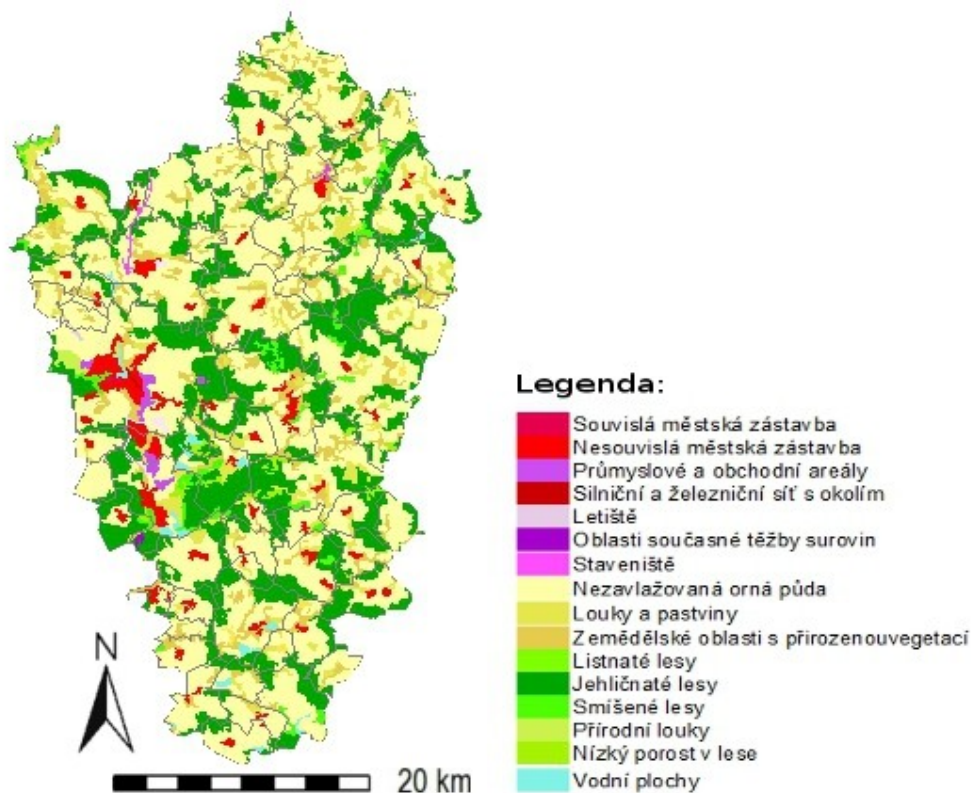 Legenda:
Souvislá městská zástavba
Nesouvislá městská zástavba
Průmyslové a obchodní areály
Silniční a železniční síť s okolím
Letiště
Oblasti současné těžby surovin
Staveniště
Nezavlažovaná orná půda
Louky a pastviny
Zemědělské oblasti s přirozenouvegetací
Listnaté lesy
Jehličnaté lesy
Smíšené lesy
Přírodní louky
Nízký porost v lese
Vodní plochy
N
20 km